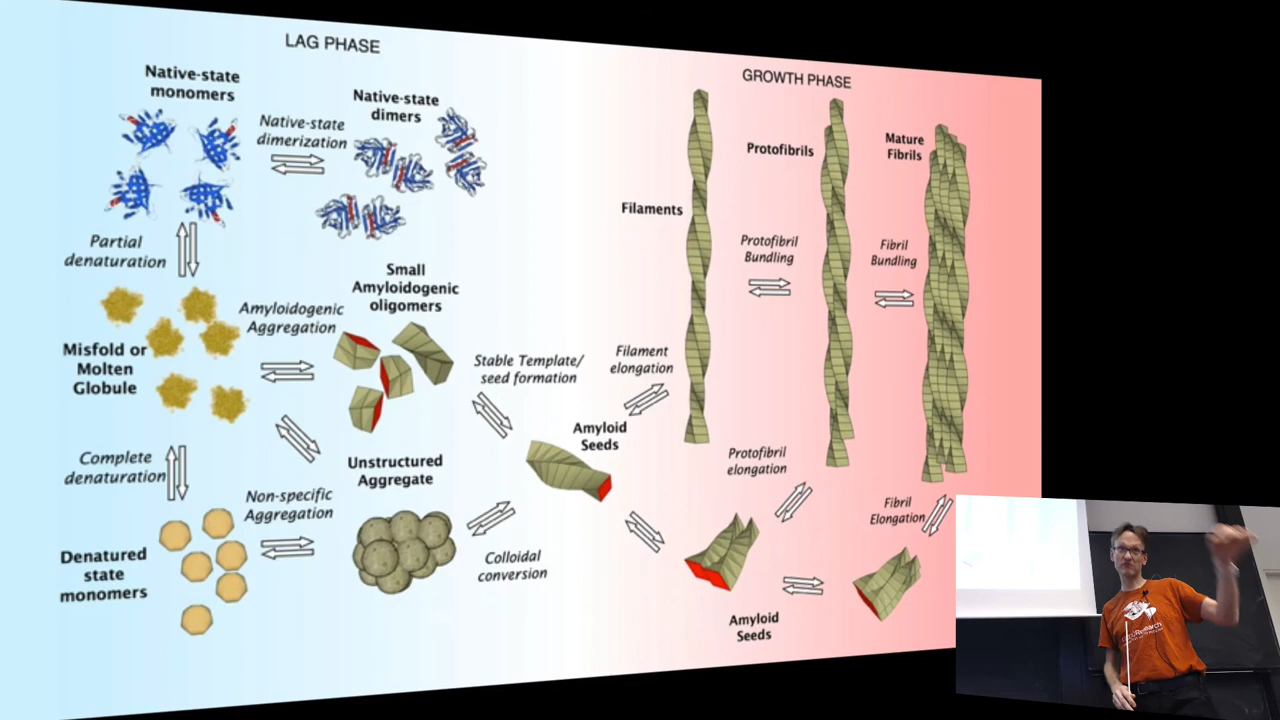 LAG PHASE
Native-state
monomers
Native-state
dimerization
Native-state
dimers
Partial
denaturation
Small
Amyloidogenic
oligomers
Amyloidogenic
Aggregation
Misfold or
Molten
Globule
Stable Template/
seed formation
Complete
denaturation
Unstructured
Aggregate
Non-specific
Aggregation
Denatured
state
monomers
Colloidal
conversion
GROWTH PHASE
Filaments
Protofibrils
Mature
Fibrils
Protofibril
Bundling
Fibril
Bundling
Filament
elongation
Amyloid
Seeds
Protofibril
elongation
Fibril
Elongation
Amyloid
Seeds